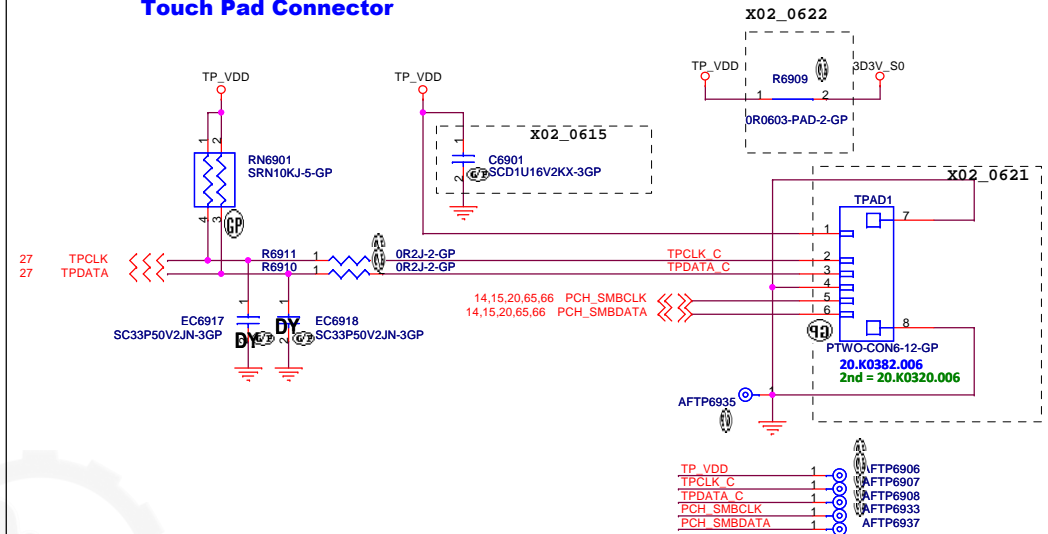 Touch Pad Connector
X02_0622
TP_VDD
TP_VDD
TP_VDD
R6909
3D3V_S0
1
2
0R0603-PAD-2-GP
X02_0615
1
2
RN6901
SRN10KJ-5-GP
4
3
GP
1
C6901
2
SCD1U16V2KX-3GP
G/P
X02_0621
TPAD1
7
1
27
TPCLK
R6911
1
0R2J-2-GP
TPCLK_C
2
27
TPDATA
R6910
1
0R2J-2-GP
TPDATA_C
3
4
14,15,20,65,66
PCH_SMBCLK
5
14,15,20,65,66
PCH_SMBDATA
6
8
GP
1
EC6917
SC33P50V2JN-3GP
DY
G/P
1
EC6918
SC33P50V2JN-3GP
DY
2
G/P
PTWO-CON6-12-GP
20.K0382.006
2nd = 20.K0320.006
AFTP6935
1
TP_VDD
1
AFTP6906
TPCLK_C
1
AFTP6907
TPDATA_C
1
AFTP6908
PCH_SMBCLK
1
AFTP6933
PCH_SMBDATA
1
AFTP6937